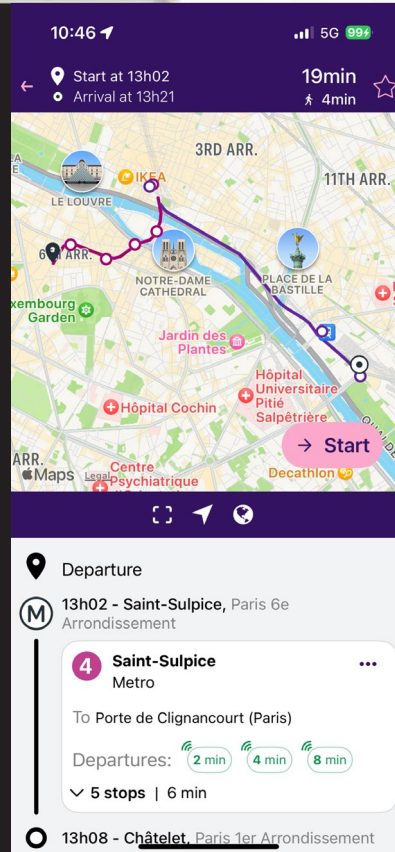 10:46
5G 99
Start at 13h02
19min
Arrival at 13h21
4min
3RD ARR.
11TH ARR.
IKEA
LE LOUVRE
6TH ARR.
NOTRE-DAME
CATHEDRAL
PLACE DE LA
BASTILLE
xembourg
Garden
Jardin des
Plantes
Hôpital
Universitaire
Pitié
Salpêtrière
Hôpital Cochin
QUAI DE
Start
ARR.
Maps
Legal
Centre
Psychiatrique
Decathlon
Departure
M
13h02 - Saint-Sulpice, Paris 6e
Arrondissement
4
Saint-Sulpice
Metro
To Porte de Clignancourt (Paris)
Departures: 2 min 4 min 8 min
5 stops | 6 min
13h08 - Châtelet, Paris 1er Arrondissement